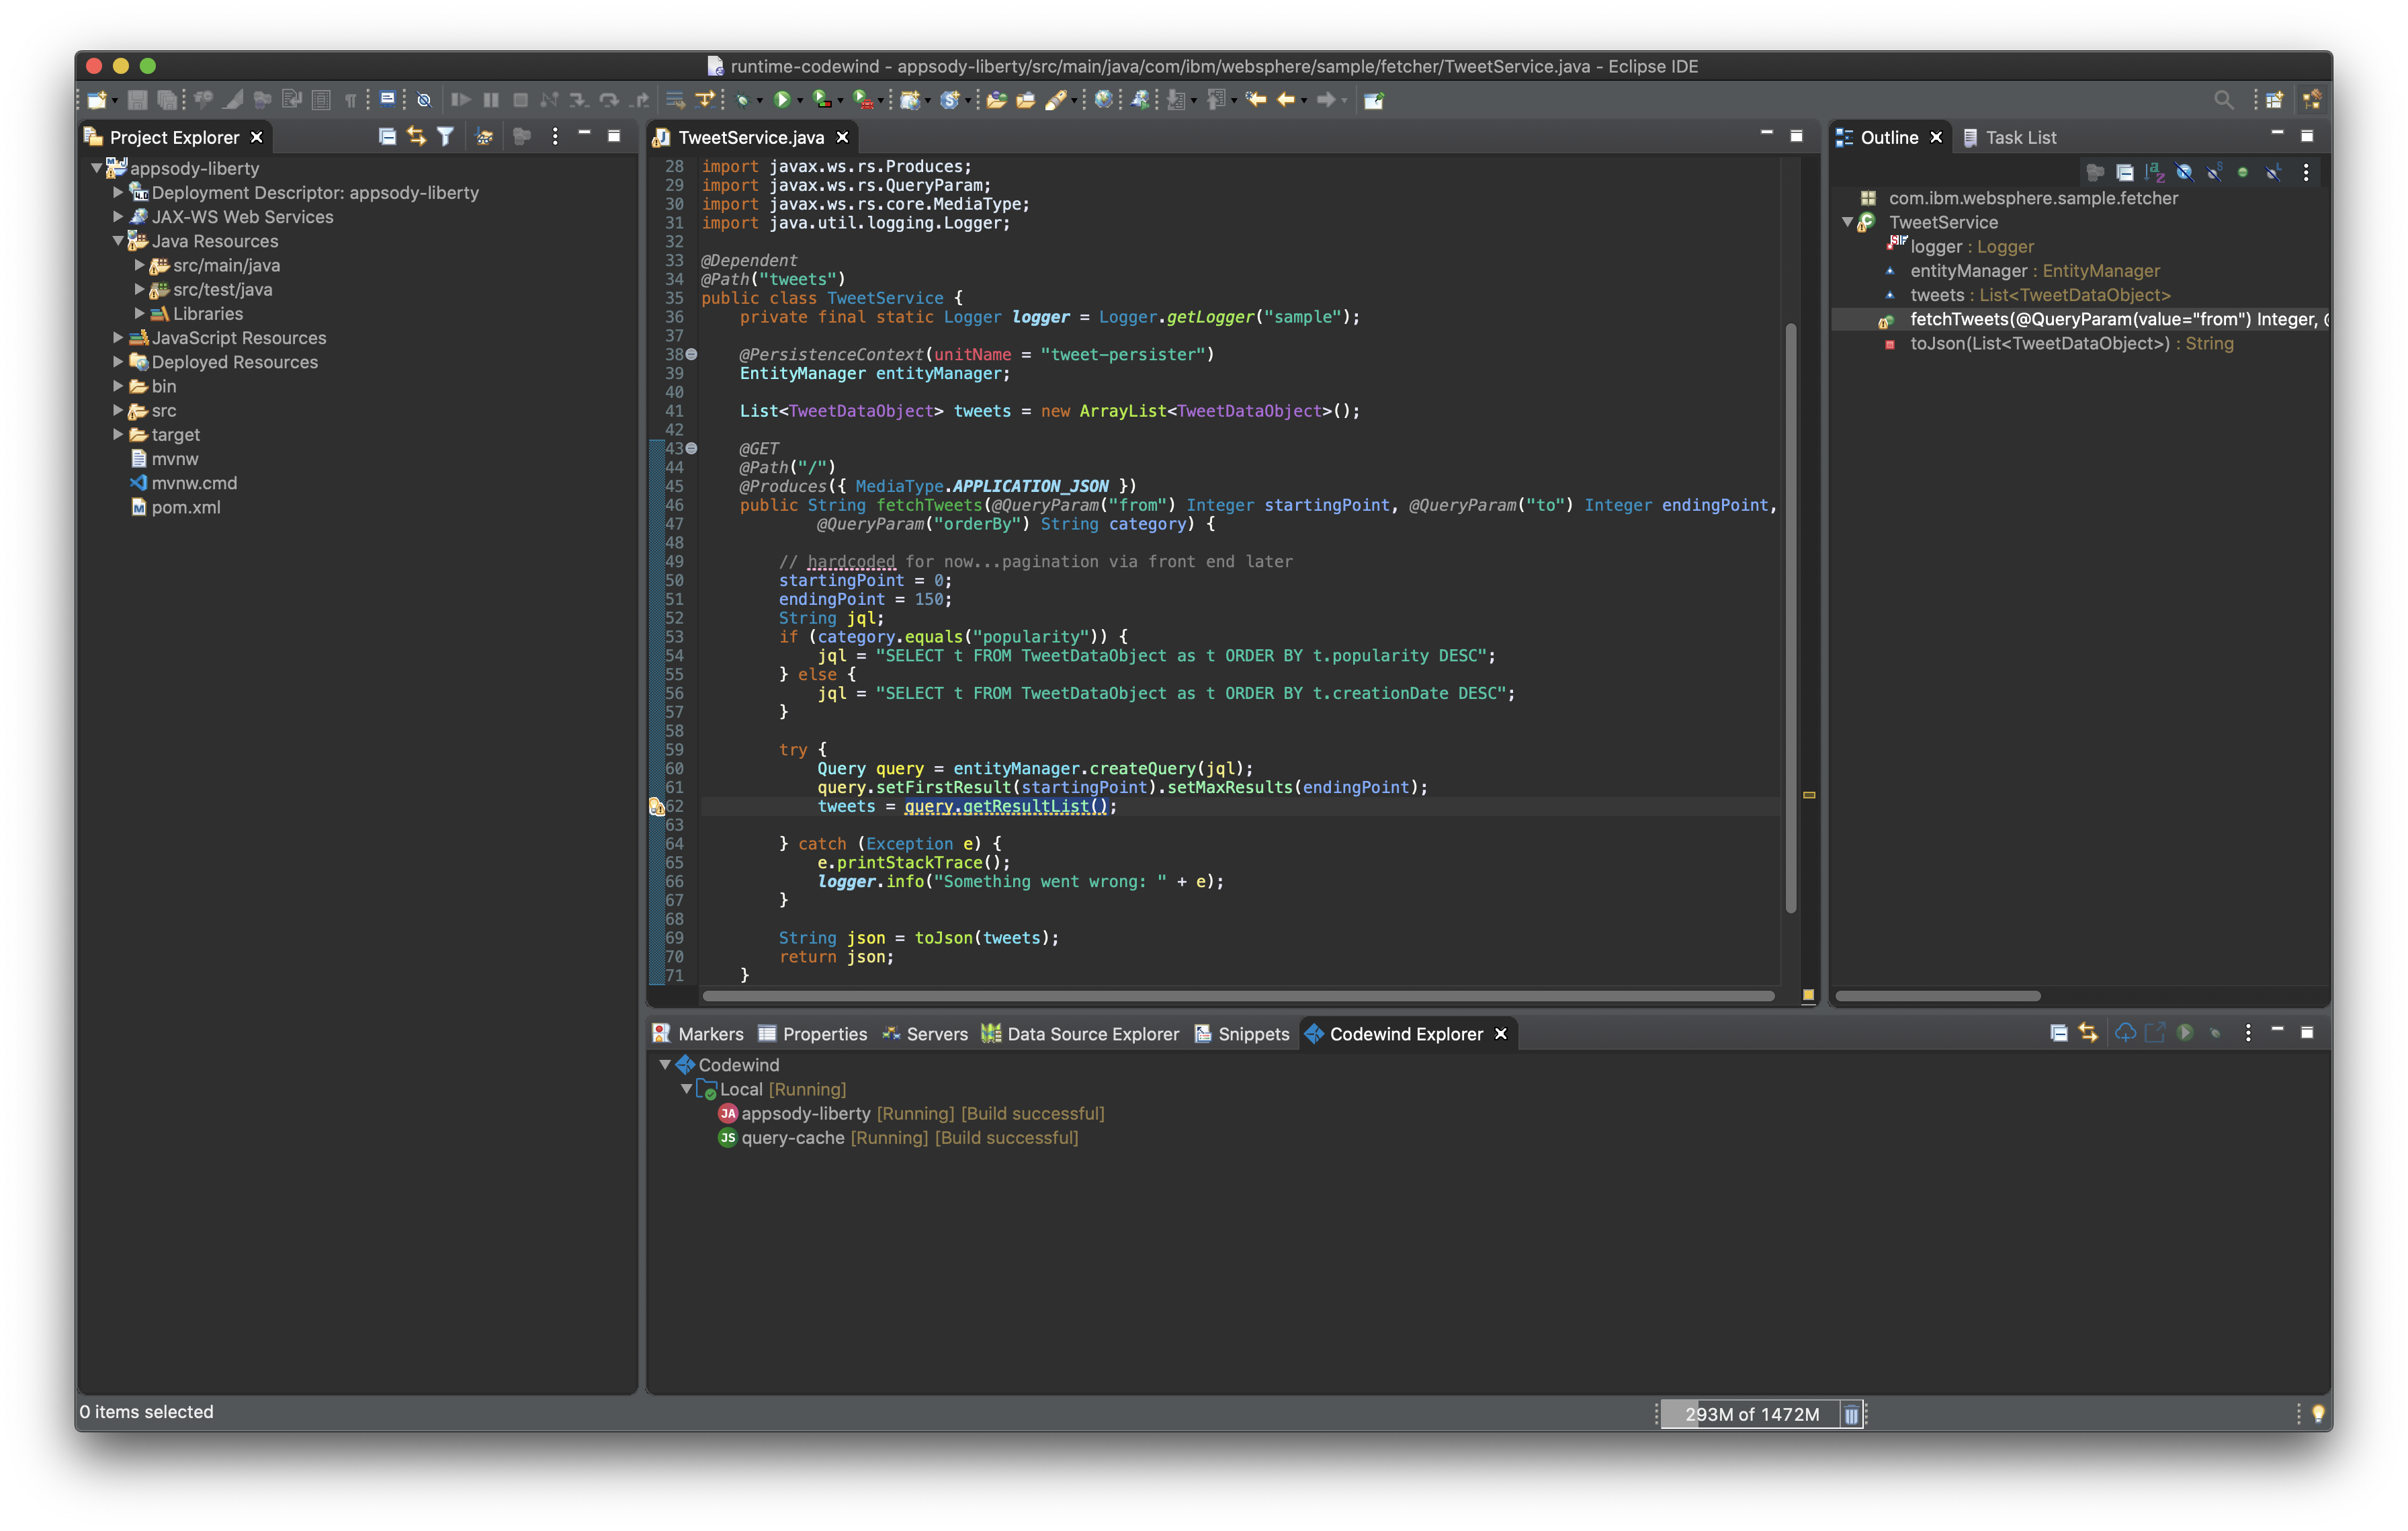 runtime-codewind - appsody-liberty/src/main/java/com/ibm/websphere/sample/fetcher/TweetService.java - Eclipse IDE
Project Explorer
appsody-liberty
Deployment Descriptor: appsody-liberty
JAX-WS Web Services
Java Resources
src/main/java
src/test/java
Libraries
JavaScript Resources
Deployed Resources
bin
src
target
mvnw
mvnw.cmd
pom.xml
TweetService.java
28 import javax.ws.rs.Produces;
29 import javax.ws.rs.QueryParam;
30 import javax.ws.rs.core.MediaType;
31 import java.util.logging.Logger;
32
33 @Dependent
34 @Path("tweets")
35 public class TweetService {
36 private final static Logger logger = Logger.getLogger("sample");
37
38 @PersistenceContext(unitName = "tweet-persister")
39 EntityManager entityManager;
40
41 List<TweetDataObject> tweets = new ArrayList<TweetDataObject>();
42
43 @GET
44 @Path("/")
45 @Produces({ MediaType.APPLICATION_JSON })
46 public String fetchTweets(@QueryParam("from") Integer startingPoint, @QueryParam("to") Integer endingPoint,
47 @QueryParam("orderBy") String category) {
48
49 // hardcoded for now...pagination via front end later
50 startingPoint = 0;
51 endingPoint = 150;
52 String jql;
53 if (category.equals("popularity")) {
54 jql = "SELECT t FROM TweetDataObject as t ORDER BY t.popularity DESC";
55 } else {
56 jql = "SELECT t FROM TweetDataObject as t ORDER BY t.creationDate DESC";
57 }
58
59 try {
60 Query query = entityManager.createQuery(jql);
61 query.setFirstResult(startingPoint).setMaxResults(endingPoint);
62 tweets = query.getResultList();
63
64 } catch (Exception e) {
65 e.printStackTrace();
66 logger.info("Something went wrong: " + e);
67 }
68
69 String json = toJson(tweets);
70 return json;
71 }
Outline
Task List
com.ibm.websphere.sample.fetcher
TweetService
logger : Logger
entityManager : EntityManager
tweets : List<TweetDataObject>
fetchTweets(@QueryParam(value="from") Integer, @
toJson(List<TweetDataObject>) : String
Markers
Properties
Servers
Data Source Explorer
Snippets
Codewind Explorer
Codewind
Local [Running]
JA appsody-liberty [Running] [Build successful]
JS query-cache [Running] [Build successful]
0 items selected
293M of 1472M